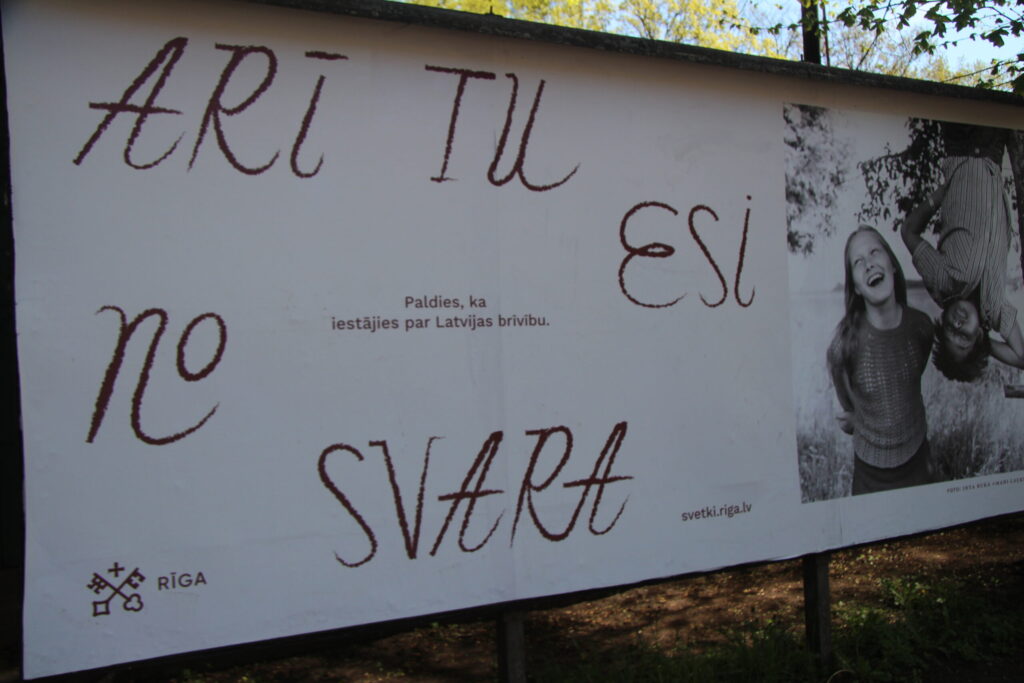 ARĪ TU
ESI
NO
SVARA
Paldies, ka
iestājies par Latvijas brīvību.
svetki.riga.lv
RĪGA